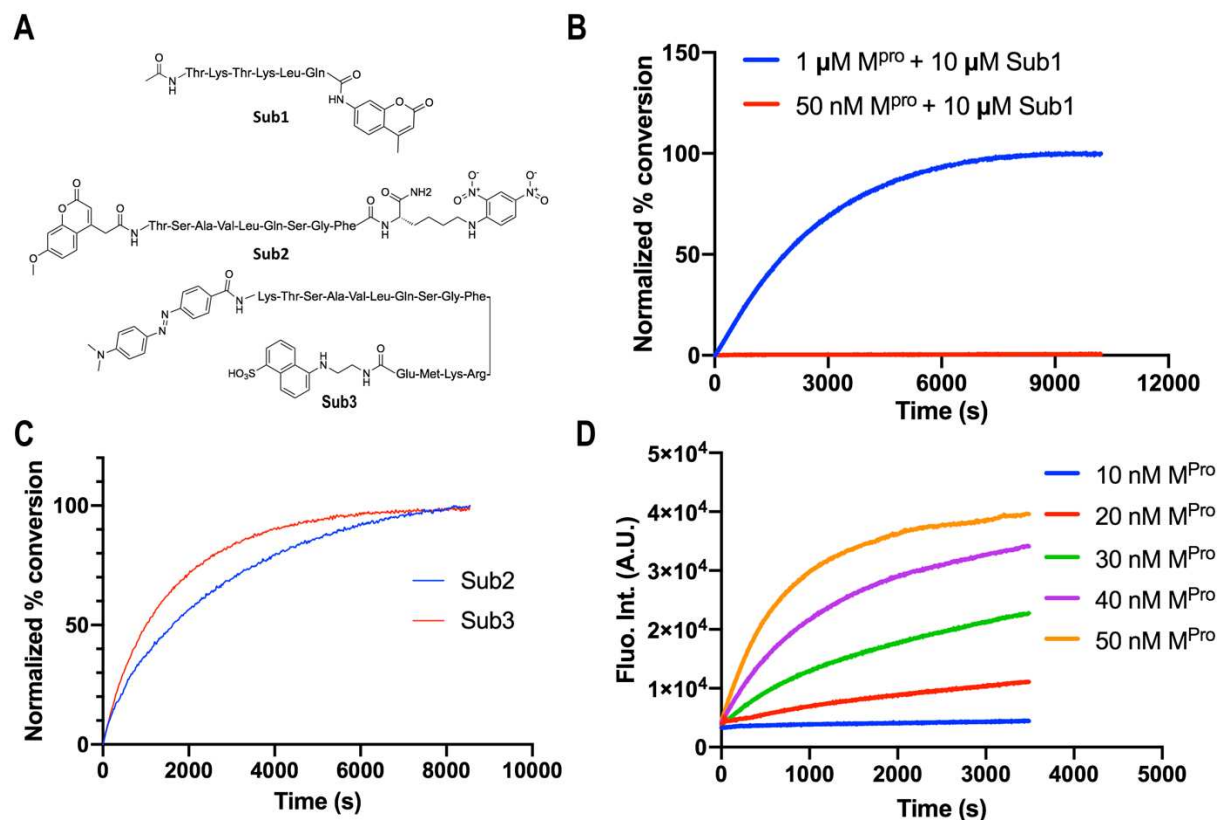 A
O
N
H
Thr-Lys-Thr-Lys-Leu-Gln
O
NH
O
O
Sub1
O
O
O
O
N
H
Thr-Ser-Ala-Val-Leu-Gln-Ser-Gly-Phe
O
N
H
O
NH2
N
H
O-
N+
O
O-
N+
O
Sub2
N
N
N
O
N
H
Lys-Thr-Ser-Ala-Val-Leu-Gln-Ser-Gly-Phe
HO3S
H
N
N
H
O
Glu-Met-Lys-Arg
Sub3
B
Normalized % conversion
150
100
50
0
1 µM Mpro + 10 µM Sub1
50 nM Mpro + 10 µM Sub1
0 3000 6000 9000 12000
Time (s)
C
Normalized % conversion
100
50
0
Sub2
Sub3
0 2000 4000 6000 8000 10000
Time (s)
D
Fluo. Int. (A.U.)
5×10⁴
4×10⁴
3×10⁴
2×10⁴
1×10⁴
0
10 nM MPro
20 nM MPro
30 nM MPro
40 nM MPro
50 nM MPro
0 1000 2000 3000 4000 5000
Time (s)